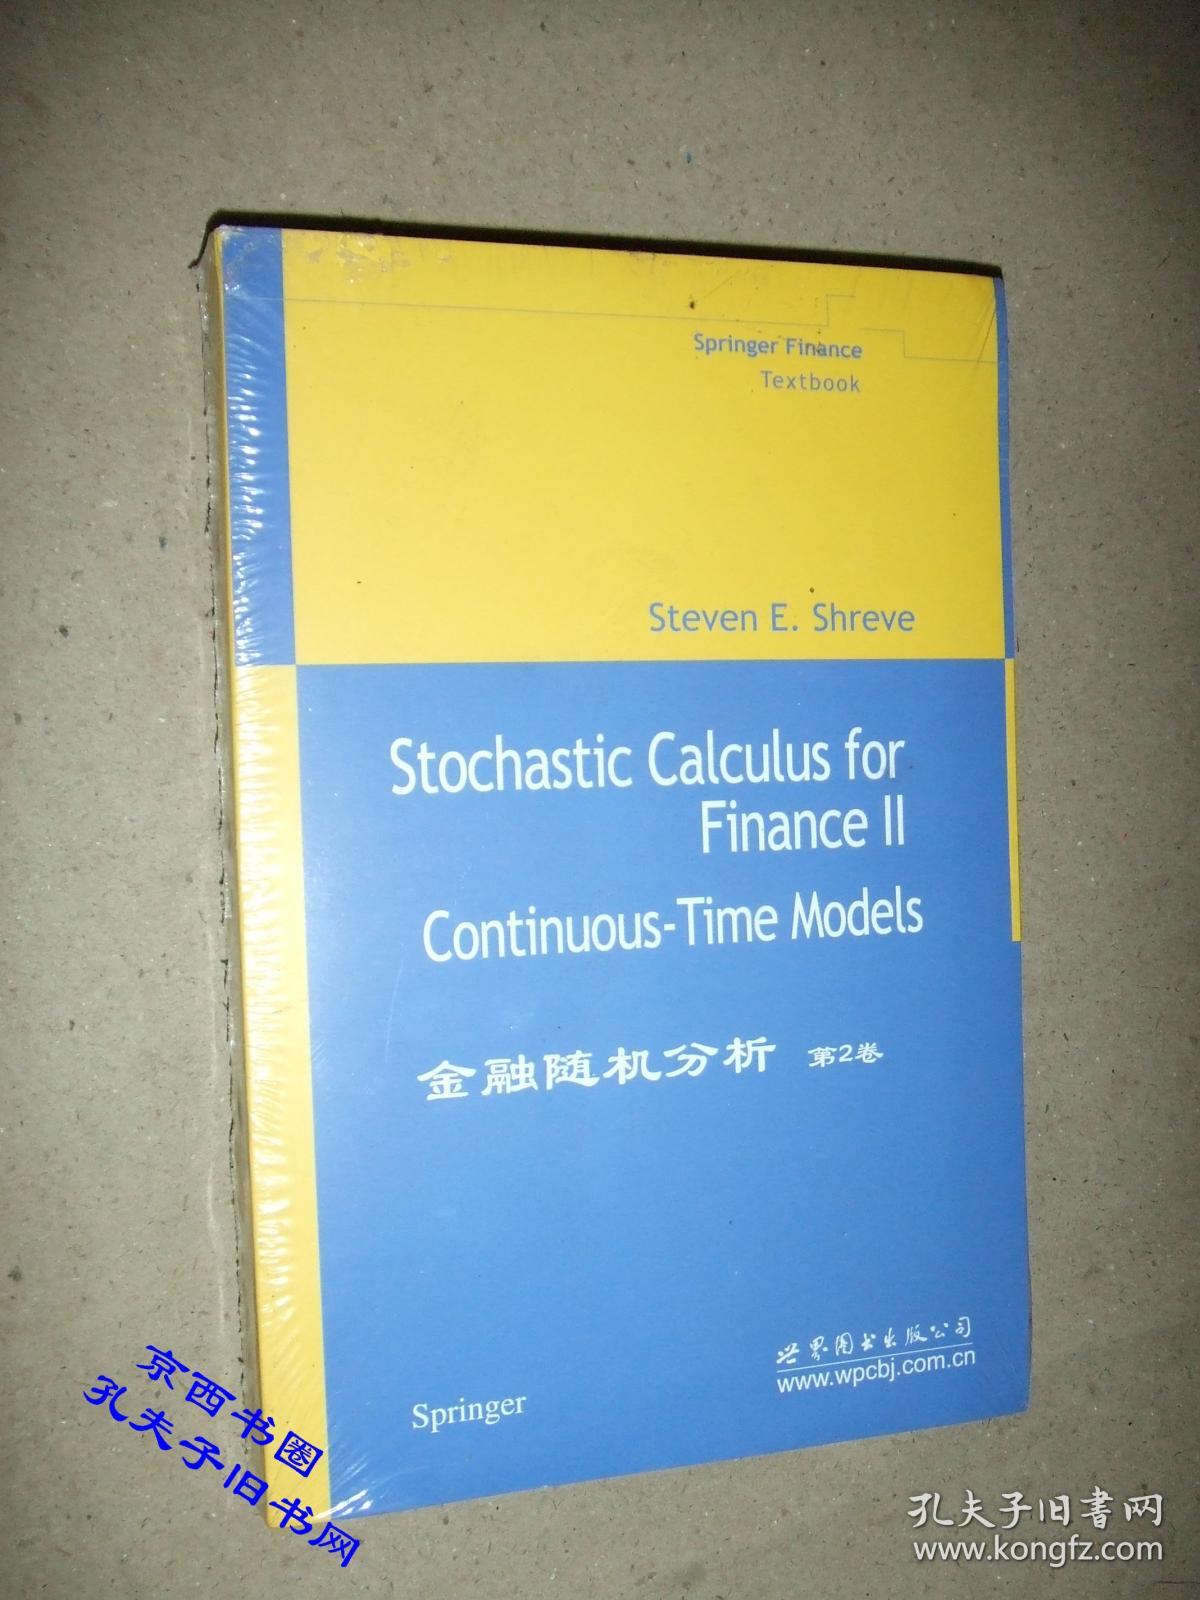 Springer Finance
Textbook
Steven E. Shreve
Stochastic Calculus for
Finance II
Continuous-Time Models
金融随机分析 第2卷
世界图书出版公司
www.wpcbj.com.cn
Springer
京西书圈
孔夫子旧书网
孔夫子旧書网
www.kongfz.com